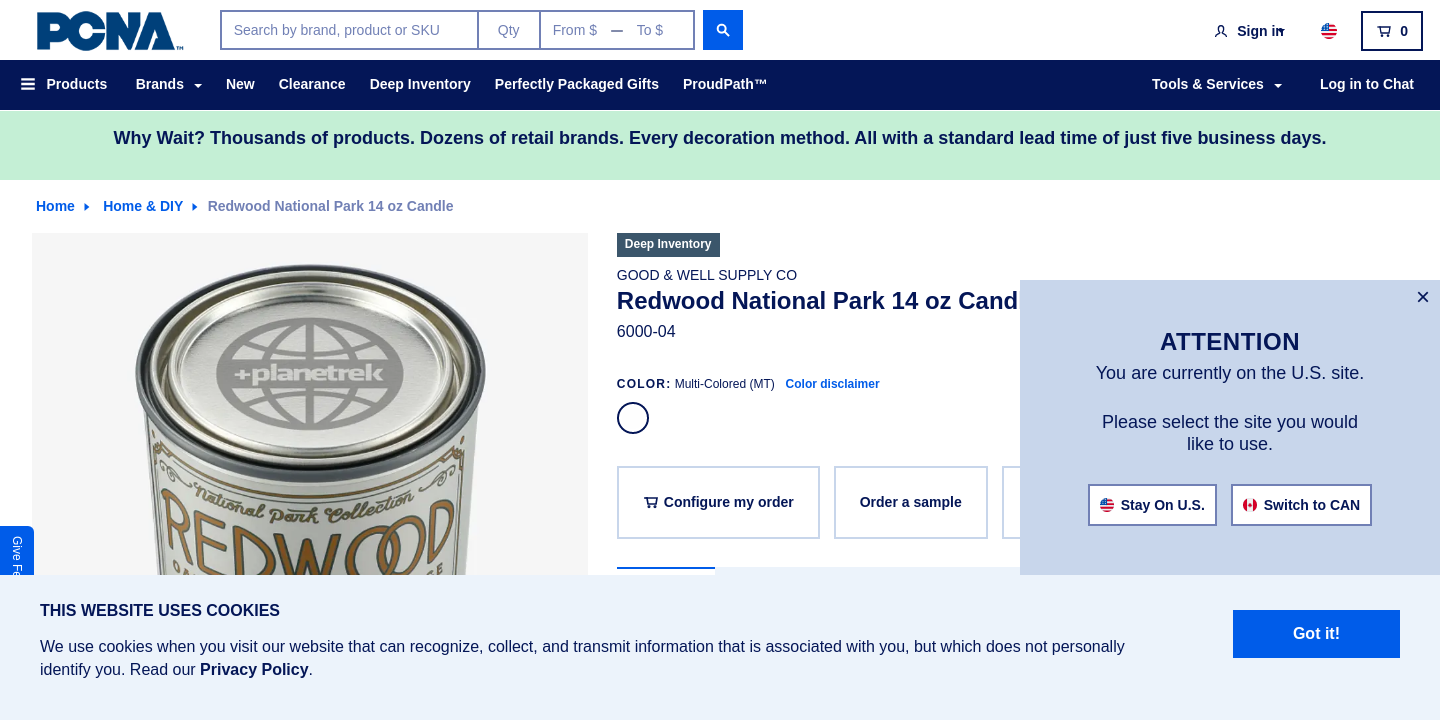 PCNA™
Search by brand, product or SKU
Qty
From $ — To $
Sign in
0
Products
Brands
New
Clearance
Deep Inventory
Perfectly Packaged Gifts
ProudPath™
Tools & Services
Log in to Chat
Why Wait? Thousands of products. Dozens of retail brands. Every decoration method. All with a standard lead time of just five business days.
Home
Home & DIY
Redwood National Park 14 oz Candle
+planetrek
National Park Collection
REDWOOD
Deep Inventory
GOOD & WELL SUPPLY CO
Redwood National Park 14 oz Cand
6000-04
COLOR: Multi-Colored (MT) Color disclaimer
Configure my order
Order a sample
×
ATTENTION
You are currently on the U.S. site.
Please select the site you would
like to use.
Stay On U.S.
Switch to CAN
Give Fe
THIS WEBSITE USES COOKIES
We use cookies when you visit our website that can recognize, collect, and transmit information that is associated with you, but which does not personally
identify you. Read our Privacy Policy.
Got it!